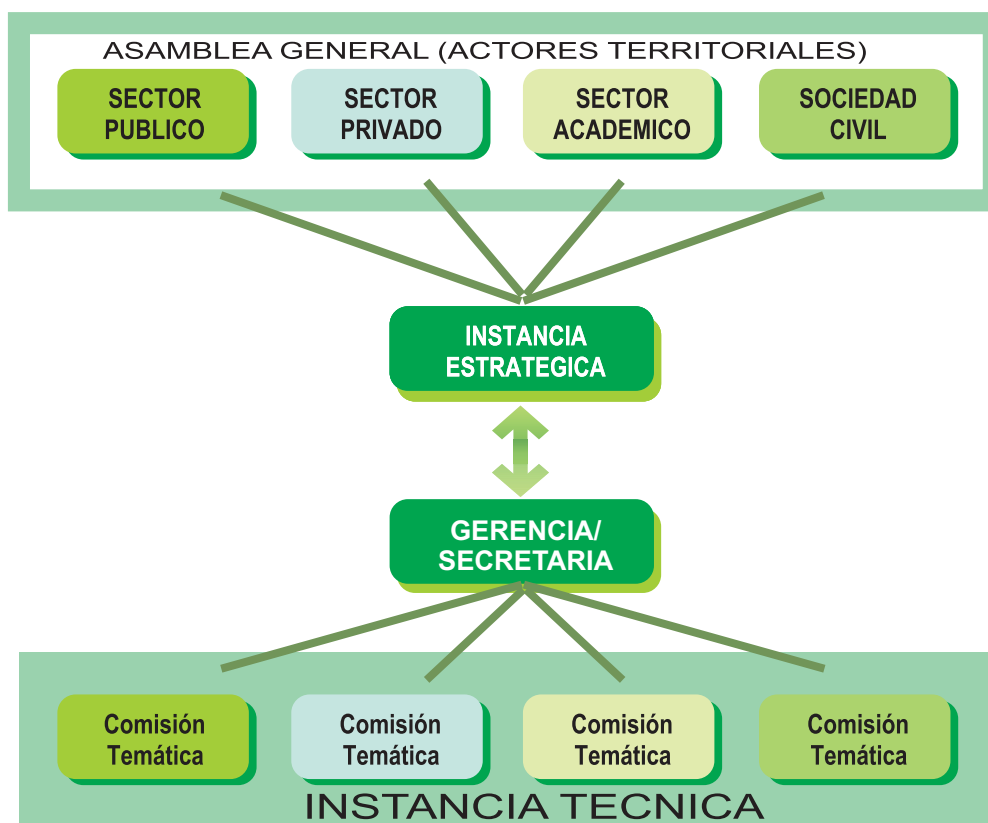 ASAMBLEA GENERAL (ACTORES TERRITORIALES)
SECTOR
PUBLICO
SECTOR
PRIVADO
SECTOR
ACADEMICO
SOCIEDAD
CIVIL
INSTANCIA
ESTRATEGICA
GERENCIA/
SECRETARIA
Comisión
Temática
Comisión
Temática
Comisión
Temática
Comisión
Temática
INSTANCIA TECNICA